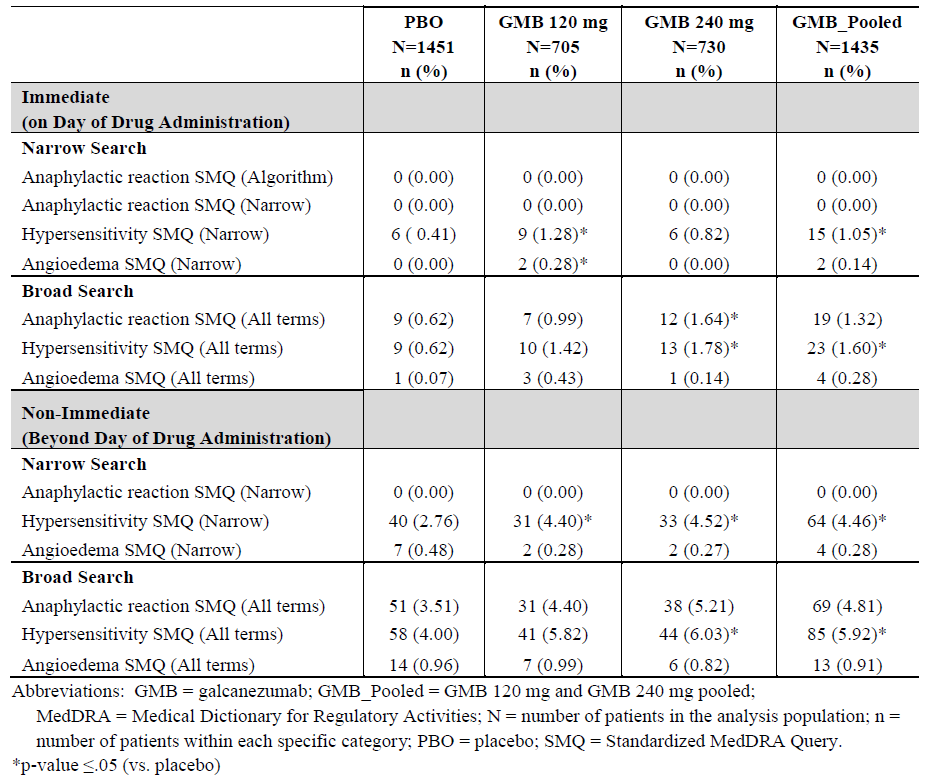 PBO GMB 120 mg GMB 240 mg GMB_Pooled
N=1451 N=705 N=730 N=1435
n (%) n (%) n (%) n (%)
Immediate
(on Day of Drug Administration)
Narrow Search
Anaphylactic reaction SMQ (Algorithm) 0 (0.00) 0 (0.00) 0 (0.00) 0 (0.00)
Anaphylactic reaction SMQ (Narrow) 0 (0.00) 0 (0.00) 0 (0.00) 0 (0.00)
Hypersensitivity SMQ (Narrow) 6 ( 0.41) 9 (1.28)* 6 (0.82) 15 (1.05)*
Angioedema SMQ (Narrow) 0 (0.00) 2 (0.28)* 0 (0.00) 2 (0.14)
Broad Search
Anaphylactic reaction SMQ (All terms) 9 (0.62) 7 (0.99) 12 (1.64)* 19 (1.32)
Hypersensitivity SMQ (All terms) 9 (0.62) 10 (1.42) 13 (1.78)* 23 (1.60)*
Angioedema SMQ (All terms) 1 (0.07) 3 (0.43) 1 (0.14) 4 (0.28)
Non-Immediate
(Beyond Day of Drug Administration)
Narrow Search
Anaphylactic reaction SMQ (Narrow) 0 (0.00) 0 (0.00) 0 (0.00) 0 (0.00)
Hypersensitivity SMQ (Narrow) 40 (2.76) 31 (4.40)* 33 (4.52)* 64 (4.46)*
Angioedema SMQ (Narrow) 7 (0.48) 2 (0.28) 2 (0.27) 4 (0.28)
Broad Search
Anaphylactic reaction SMQ (All terms) 51 (3.51) 31 (4.40) 38 (5.21) 69 (4.81)
Hypersensitivity SMQ (All terms) 58 (4.00) 41 (5.82) 44 (6.03)* 85 (5.92)*
Angioedema SMQ (All terms) 14 (0.96) 7 (0.99) 6 (0.82) 13 (0.91)
Abbreviations: GMB = galcanezumab; GMB_Pooled = GMB 120 mg and GMB 240 mg pooled;
MedDRA = Medical Dictionary for Regulatory Activities; N = number of patients in the analysis population; n =
number of patients within each specific category; PBO = placebo; SMQ = Standardized MedDRA Query.
*p-value ≤.05 (vs. placebo)